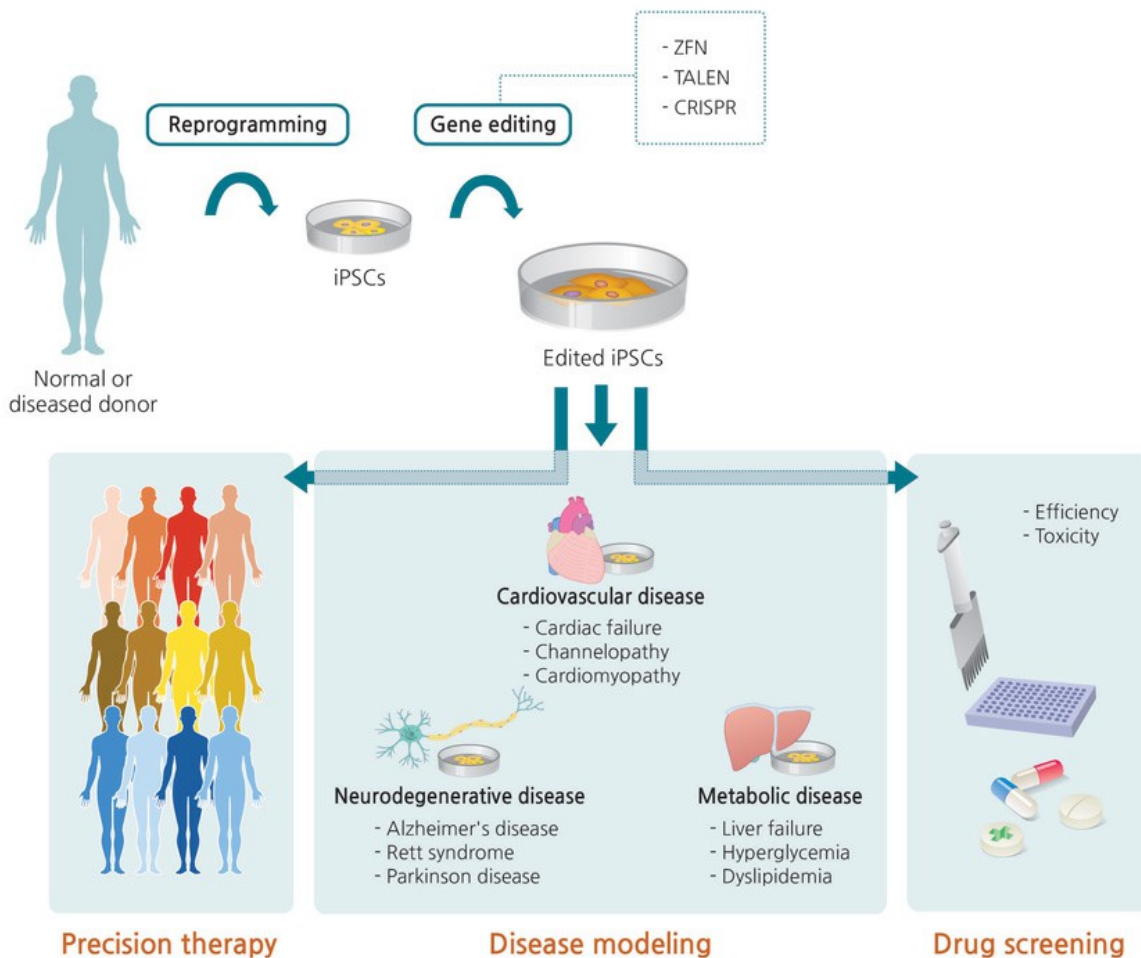 - ZFN
- TALEN
- CRISPR
Reprogramming
Gene editing
iPSCs
Edited iPSCs
Normal or
diseased donor
- Efficiency
- Toxicity
Cardiovascular disease
- Cardiac failure
- Channelopathy
- Cardiomyopathy
Neurodegenerative disease
- Alzheimer's disease
- Rett syndrome
- Parkinson disease
Metabolic disease
- Liver failure
- Hyperglycemia
- Dyslipidemia
Precision therapy
Disease modeling
Drug screening